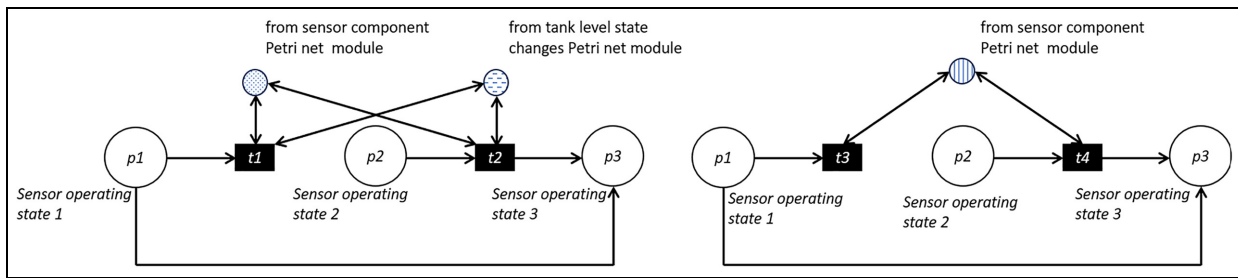 from sensor component
Petri net module
from tank level state
changes Petri net module
p1
t1
p2
t2
p3
Sensor operating
state 1
Sensor operating
state 2
Sensor operating
state 3
from sensor component
Petri net module
p1
t3
p2
t4
p3
Sensor operating
state 1
Sensor operating
state 2
Sensor operating
state 3